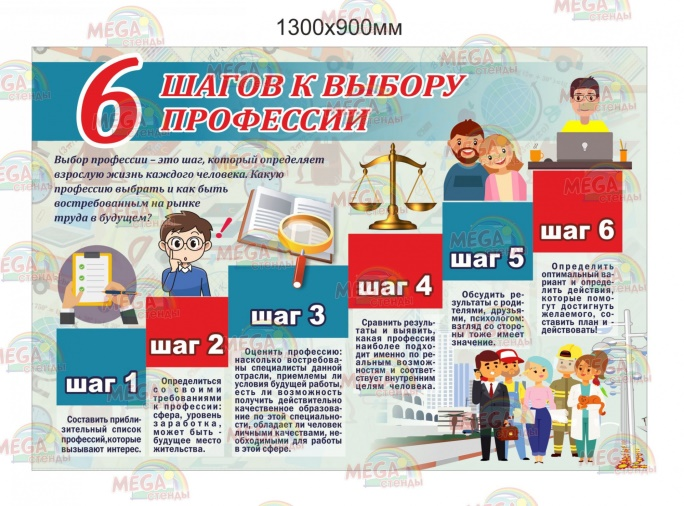 1300х900мм
6 ШАГОВ К ВЫБОРУ
ПРОФЕССИИ
Выбор профессии – это шаг, который определяет
взрослую жизнь каждого человека. Какую
профессию выбрать и как быть
востребованным на рынке
труда в будущем?
шаг 1
Составить прибли-
зительный список
профессий,которые
вызывают интерес.
шаг 2
Определиться
со своими
требованиями
к профессии:
сфера, уровень
заработка,
может быть -
будущее место
жительства.
шаг 3
Оценить профессию:
насколько востребова-
ны специалисты данной
отрасли, приемлемы ли
условия будущей работы,
есть ли возможность
получить действительно
качественное образование
по этой специально-
сти, обладает ли человек
личными качествами, не-
обходимыми для работы
в этой сфере.
шаг 4
Сравнить резуль-
таты и выявить,
какая профессия
наиболее подхо-
дит именно по ре-
альным возмож-
ностям и соответ-
ствует внутренним
целям человека.
шаг 5
Обсудить ре-
зультаты с роди-
телями, друзья-
ми, психологом:
взгляд со сторо-
ны тоже имеет
значение.
шаг 6
Определить
оптимальный ва-
риант и опреде-
лить действия,
которые помо-
гут достигнуть
желаемого, со-
ставить план и -
действовать!
MEGA
стенды